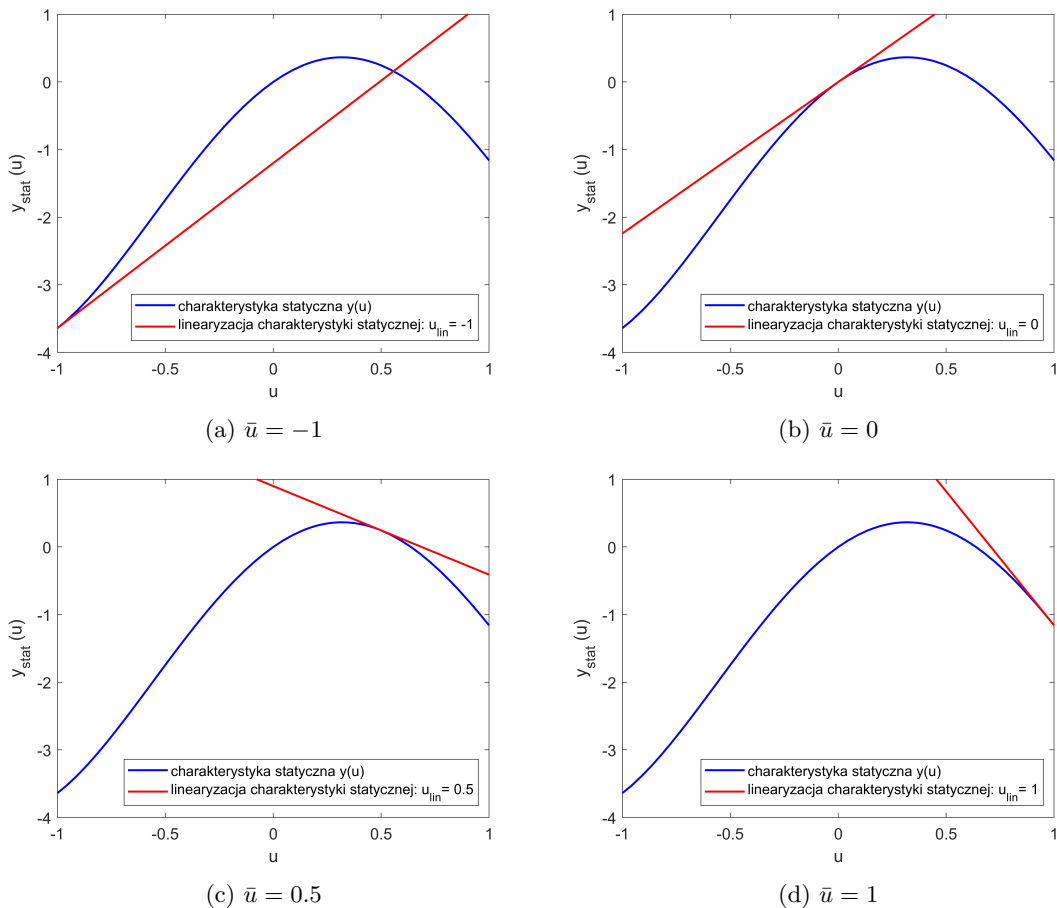 1
0
-1
-2
-3
-4
y_stat (u)
charakterystyka statyczna y(u)
linearyzacja charakterystyki statycznej: u_lin= -1
-1 -0.5 0 0.5 1
u
(a) ū = −1
1
0
-1
-2
-3
-4
y_stat (u)
charakterystyka statyczna y(u)
linearyzacja charakterystyki statycznej: u_lin= 0
-1 -0.5 0 0.5 1
u
(b) ū = 0
1
0
-1
-2
-3
-4
y_stat (u)
charakterystyka statyczna y(u)
linearyzacja charakterystyki statycznej: u_lin= 0.5
-1 -0.5 0 0.5 1
u
(c) ū = 0.5
1
0
-1
-2
-3
-4
y_stat (u)
charakterystyka statyczna y(u)
linearyzacja charakterystyki statycznej: u_lin= 1
-1 -0.5 0 0.5 1
u
(d) ū = 1